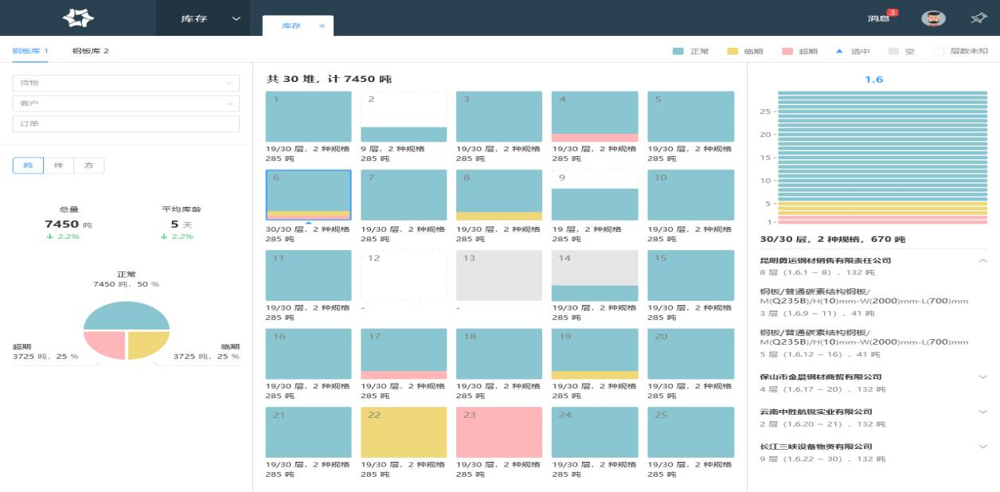 库存
库存 ×
消息 3
钢板库 1 钢板库 2
正常 临期 超期 选中 空 层数未知
货物
客户
订单
吨 件 方
总量 平均库龄
7450 吨 5 天
2.2% 2.2%
正常
7450 吨，50 %
超期 临期
3725 吨，25 % 3725 吨，25 %
共 30 堆，计 7450 吨
1 2 3 4 5
19/30 层，2 种规格 9 层，2 种规格 19/30 层，2 种规格 19/30 层，2 种规格 19/30 层，2 种规格
285 吨 285 吨 285 吨 285 吨 285 吨
6 7 8 9 10
30/30 层，2 种规格 19/30 层，2 种规格 19/30 层，2 种规格 19 层，2 种规格 19/30 层，2 种规格
285 吨 285 吨 285 吨 285 吨 285 吨
11 12 13 14 15
19/30 层，2 种规格 - - 19/30 层，2 种规格 19/30 层，2 种规格
285 吨 285 吨 285 吨
16 17 18 19 20
19/30 层，2 种规格 19/30 层，2 种规格 19/30 层，2 种规格 19/30 层，2 种规格 19/30 层，2 种规格
285 吨 285 吨 285 吨 285 吨 285 吨
21 22 23 24 25
19/30 层，2 种规格 19/30 层，2 种规格 19/30 层，2 种规格 19/30 层，2 种规格 19/30 层，2 种规格
285 吨 285 吨 285 吨 285 吨 285 吨
1.6
25
20
15
10
5
1
30/30 层，2 种规格，670 吨
昆明勇运钢材销售有限责任公司
8 层（1.6.1 ~ 8），132 吨
钢板/普通碳素结构钢板/
M(Q235B)/H(10)mm-W(2000)mm-L(700)mm
3 层（1.6.9 ~ 11），41 吨
钢板/普通碳素结构钢板/
M(Q235B)/H(10)mm-W(2000)mm-L(700)mm
5 层（1.6.12 ~ 16），41 吨
保山市金晨钢材商贸有限公司
4 层（1.6.17 ~ 20），132 吨
云南中胜航锐实业有限公司
2 层（1.6.20 ~ 21），132 吨
长江三峡设备物资有限公司
9 层（1.6.22 ~ 30），132 吨